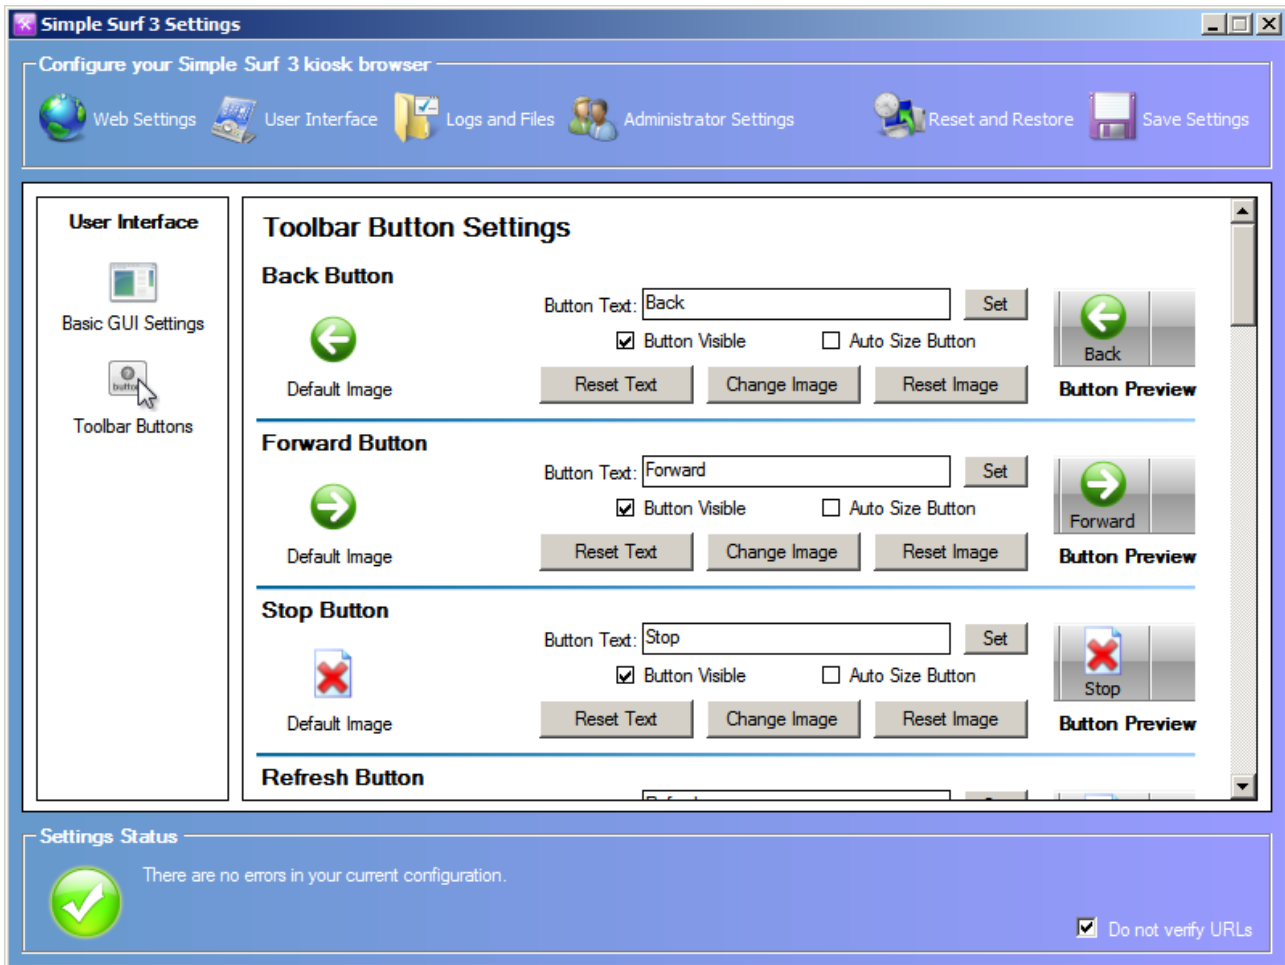 Simple Surf 3 Settings
Configure your Simple Surf 3 kiosk browser
Web Settings User Interface Logs and Files Administrator Settings Reset and Restore Save Settings
User Interface
Basic GUI Settings
button
Toolbar Buttons
Toolbar Button Settings
Back Button
Button Text: Back Set
Button Visible Auto Size Button
Back
Default Image Reset Text Change Image Reset Image Button Preview
Forward Button
Button Text: Forward Set
Button Visible Auto Size Button
Forward
Default Image Reset Text Change Image Reset Image Button Preview
Stop Button
Button Text: Stop Set
Button Visible Auto Size Button
Stop
Default Image Reset Text Change Image Reset Image Button Preview
Refresh Button
Settings Status
There are no errors in your current configuration.
Do not verify URLs